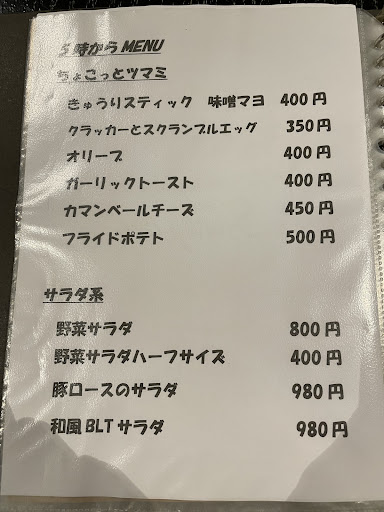 5時から MENU
ちょこっとツマミ
きゅうりスティック 味噌マヨ 400円
クラッカーとスクランブルエッグ 350円
オリーブ 400円
ガーリックトースト 400円
カマンベールチーズ 450円
フライドポテト 500円
サラダ系
野菜サラダ 800円
野菜サラダハーフサイズ 400円
豚ロースのサラダ 980円
和風BLTサラダ 980円